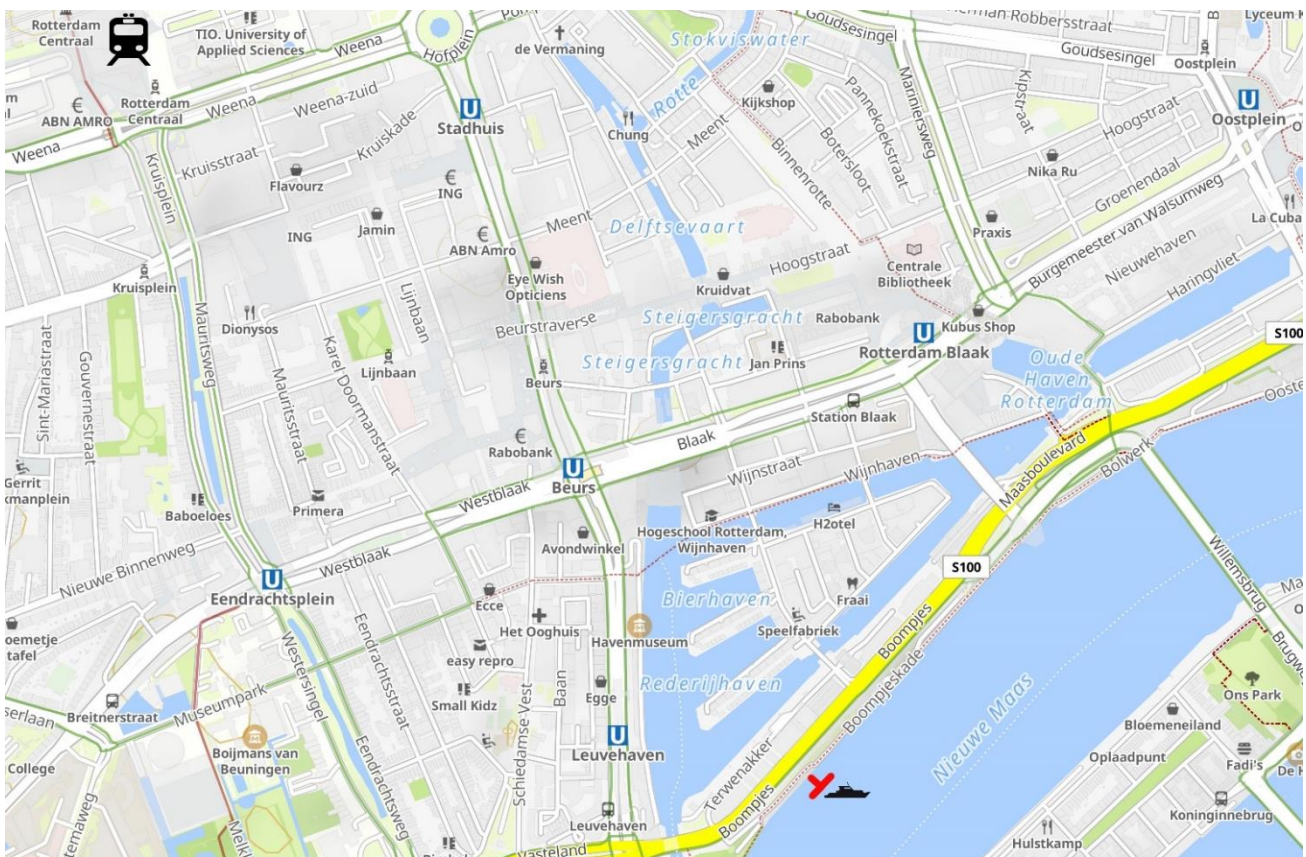 Rotterdam
Centraal
TIO. University of
Applied Sciences
Weena
Hofplein
de Vermaning
Stokviswater
Goudsesingel
Herman Robbersstraat
Goudsesingel
Oostplein
Oostplein
ABN AMRO
Rotterdam
Centraal
Weena
Weena-zuid
Stadhuis
Rotte
Kijkshop
Pannekoekstraat
Mariniersweg
Kipstraat
Hoogstraat
Weena
Kruisplein
Kruisstraat
Kruiskade
Chung
Meent
Botersloot
Flavourz
ING
Binnenrotte
Nika Ru
Groenendaal
Burgemeester van Walsumweg
La Cuba
ING
Jamin
Meent
Delftsevaart
Praxis
Nieuwehaven
ABN Amro
Hoogstraat
Centrale
Bibliotheek
Haringvliet
Kruisplein
Eye Wish
Opticiens
Kruidvat
Lijnbaan
Mauritsweg
Dionysos
Beurstraverse
Steigersgracht
Rabobank
Kubus Shop
Rotterdam Blaak
S100
Sint-Mariastraat
Gouvernestraat
Mauritsstraat
Karel Doormanstraat
Lijnbaan
Beurs
Steigersgracht
Jan Prins
Oude
Haven
Rotterdam
Station Blaak
Rabobank
Blaak
Gerrit
Beurs
Westblaak
Wijnstraat
Wijnhaven
Maasboulevard
Bolwerk
Baboeloes
Primera
Hogeschool Rotterdam,
Wijnhaven
H2otel
Avondwinkel
Nieuwe Binnenweg
Westblaak
S100
Willemsbrug
Eendrachtsplein
Ecce
Bierhaven
Fraai
Het Ooghuis
Speelfabriek
Boompjes
Havenmuseum
easy repro
Eendrachtsstraat
Westersingel
Boompjeskade
Rederijhaven
Baan
Schiedamse-Vest
Egge
Small Kidz
Museumpark
Breitnerstraat
Ons Park
Bloemeneiland
Boijmans van
Beuningen
Leuvehaven
Nieuwe Maas
Oplaadpunt
Fadi's
College
Terwenakker
Eendrachtsweg
Leuvehaven
Boompjes
Koninginnebrug
Hulstkamp
Vasteland